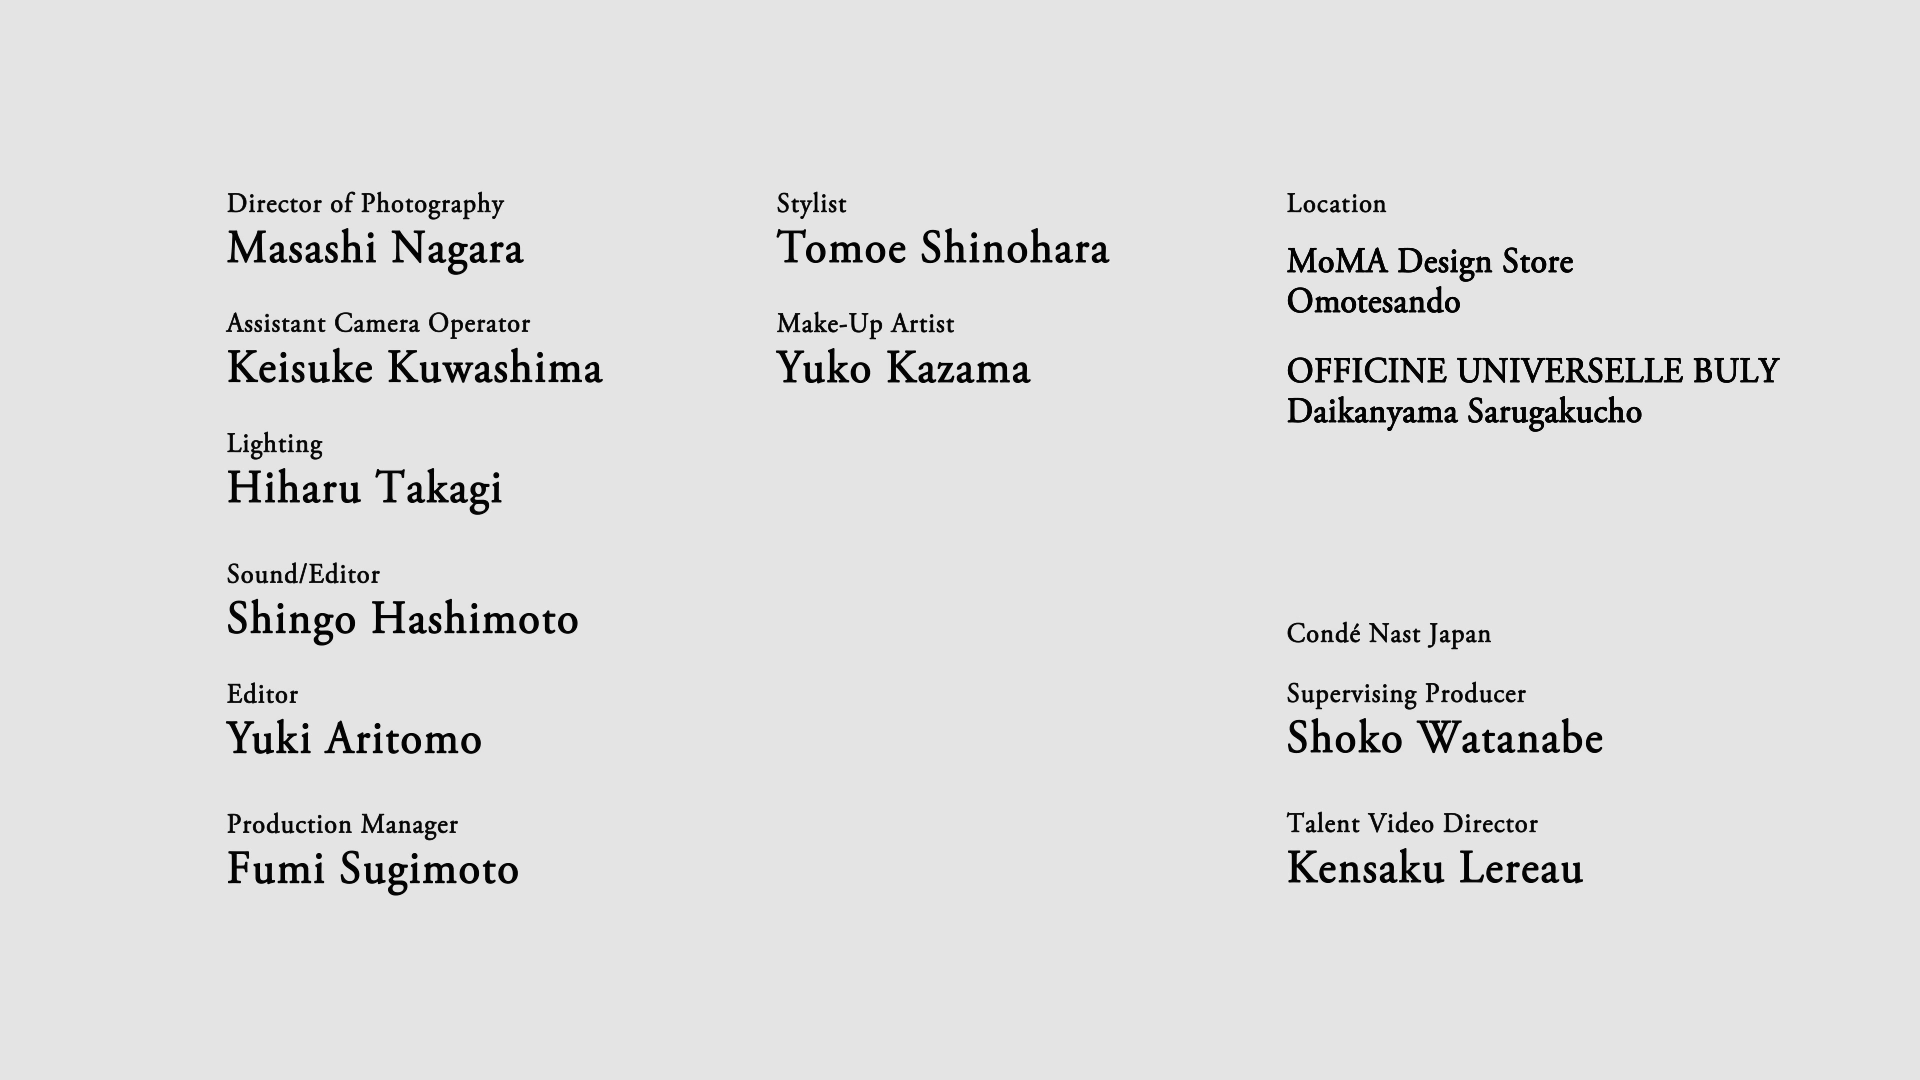 Director of Photography
Masashi Nagara
Assistant Camera Operator
Keisuke Kuwashima
Lighting
Hiharu Takagi
Sound/Editor
Shingo Hashimoto
Editor
Yuki Aritomo
Production Manager
Fumi Sugimoto
Stylist
Tomoe Shinohara
Make-Up Artist
Yuko Kazama
Location
MoMA Design Store
Omotesando
OFFICINE UNIVERSELLE BULY
Daikanyama Sarugakucho
Condé Nast Japan
Supervising Producer
Shoko Watanabe
Talent Video Director
Kensaku Lereau